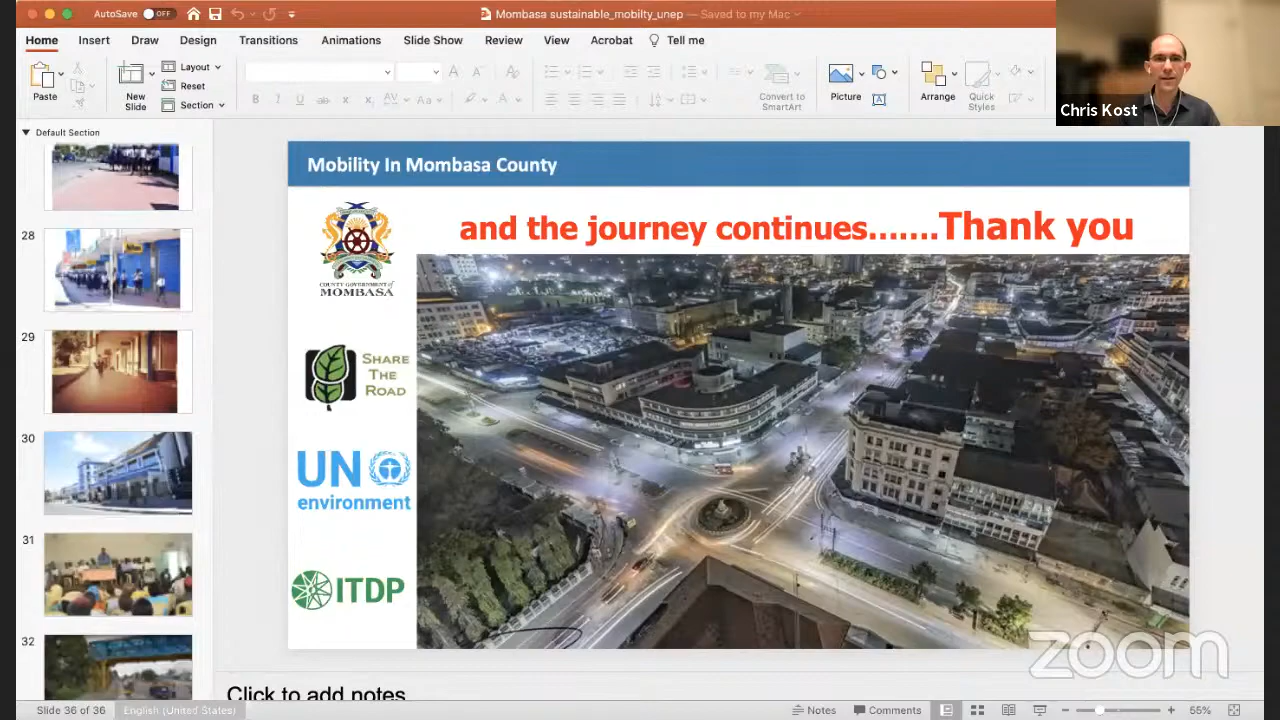 AutoSave OFF
Mombasa sustainable_mobilty_unep — Saved to my Mac
Home Insert Draw Design Transitions Animations Slide Show Review View Acrobat Tell me
Paste
New Slide
Layout
Reset
Section
Convert to SmartArt
Picture
Arrange
Quick Styles
Chris Kost
Default Section
28
29
30
31
32
Mobility In Mombasa County
and the journey continues.......Thank you
COUNTY GOVERNMENT of
MOMBASA
SHARE
THE
ROAD
UN
environment
ITDP
zoom
Click to add notes
Slide 36 of 36 English (United States) Notes Comments 55%